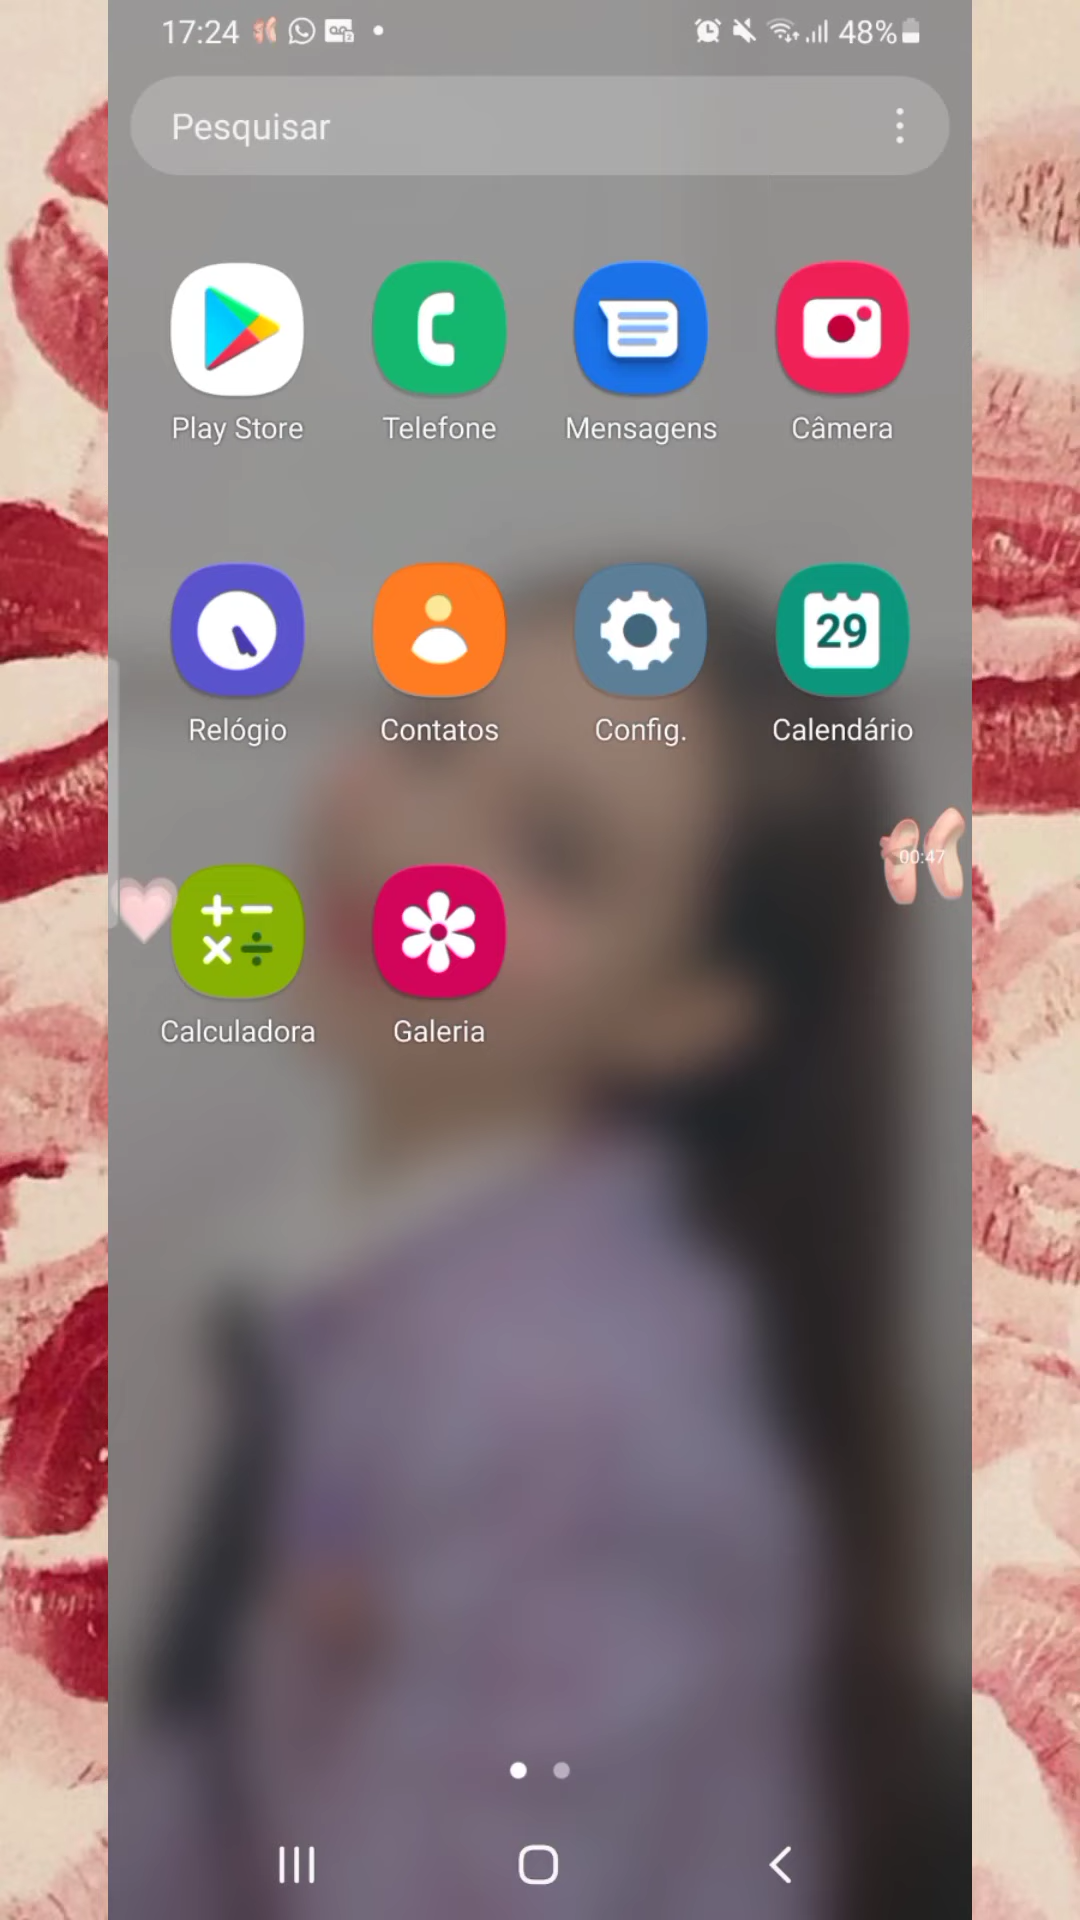 17:24 48%
Pesquisar
Play Store Telefone Mensagens Câmera
29
Relógio Contatos Config. Calendário
00:47
Calculadora Galeria